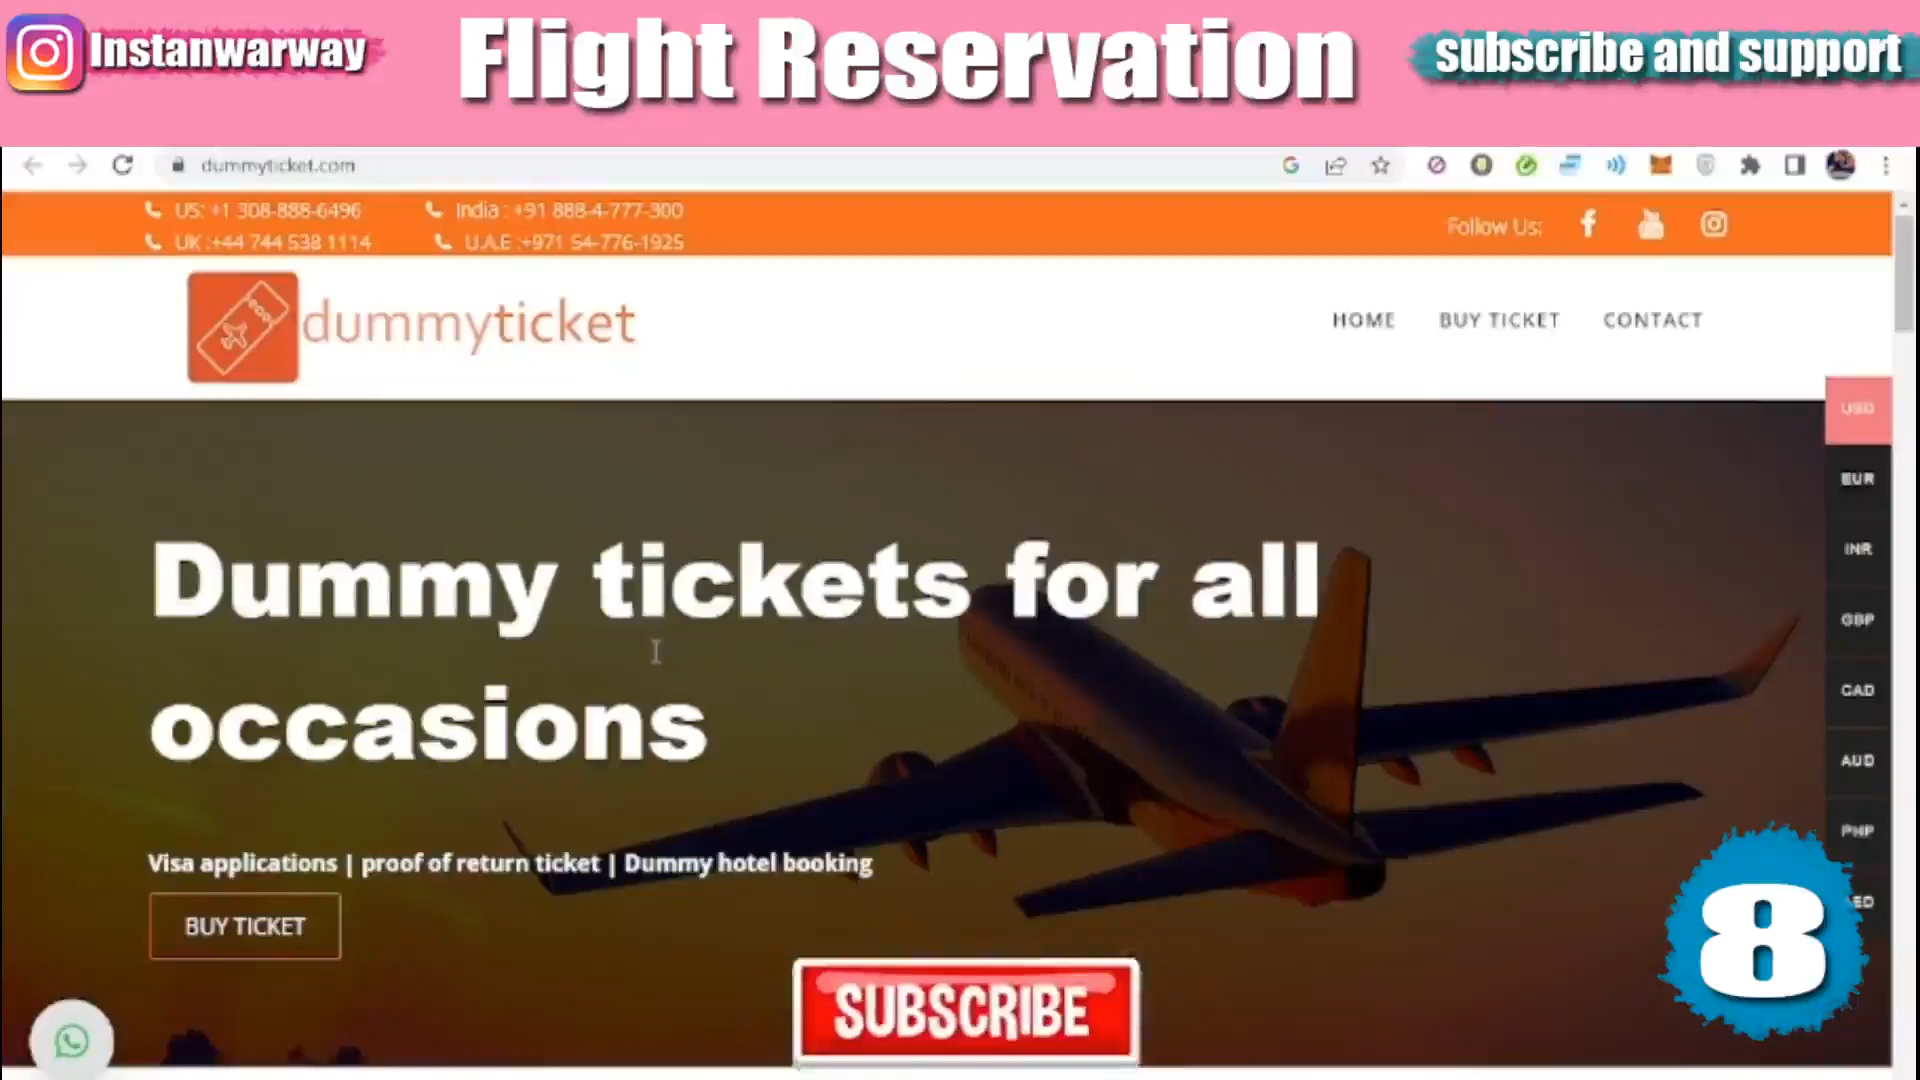 Instanwarway
Flight Reservation
subscribe and support
dummyticket.com
US: +1 308-888-6496
India : +91 888-4-777-300
UK :+44 744 538 1114
U.A.E :+971 54-776-1925
Follow Us:
dummyticket
HOME
BUY TICKET
CONTACT
USD
EUR
INR
GBP
CAD
AUD
PHP
Dummy tickets for all
occasions
Visa applications | proof of return ticket | Dummy hotel booking
BUY TICKET
SUBSCRIBE
8